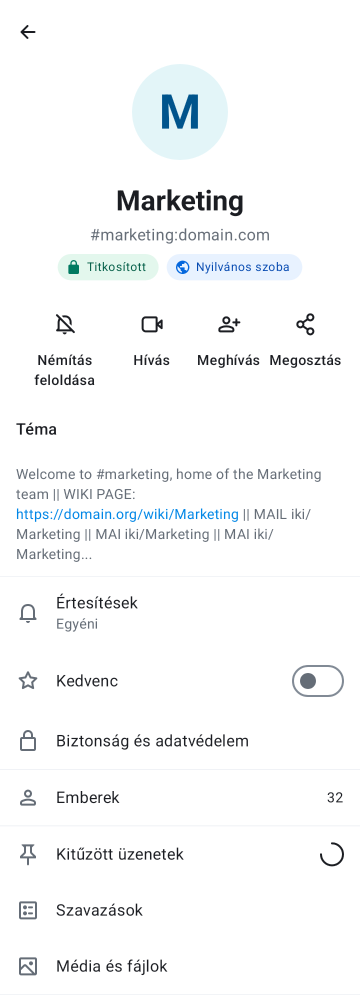 M
Marketing
#marketing:domain.com
Titkosított
Nyilvános szoba
Némítás
feloldása
Hívás
Meghívás
Megosztás
Téma
Welcome to #marketing, home of the Marketing
team || WIKI PAGE:
https://domain.org/wiki/Marketing || MAIL iki/
Marketing || MAI iki/Marketing || MAI iki/
Marketing...
Értesítések
Egyéni
Kedvenc
Biztonság és adatvédelem
Emberek 32
Kitűzött üzenetek
Szavazások
Média és fájlok